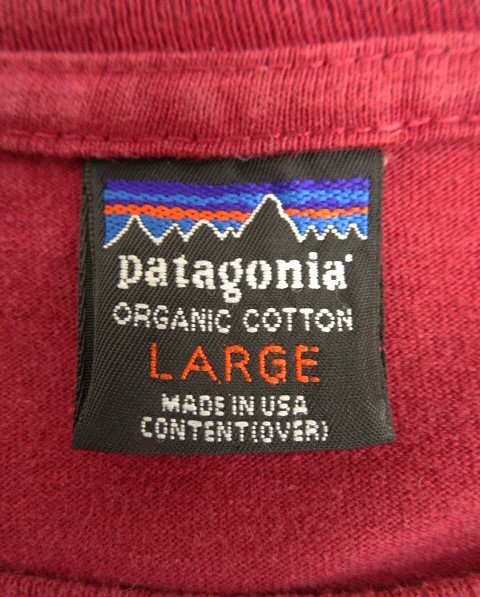 patagonia
ORGANIC COTTON
LARGE
MADE IN USA
CONTENT(OVER)